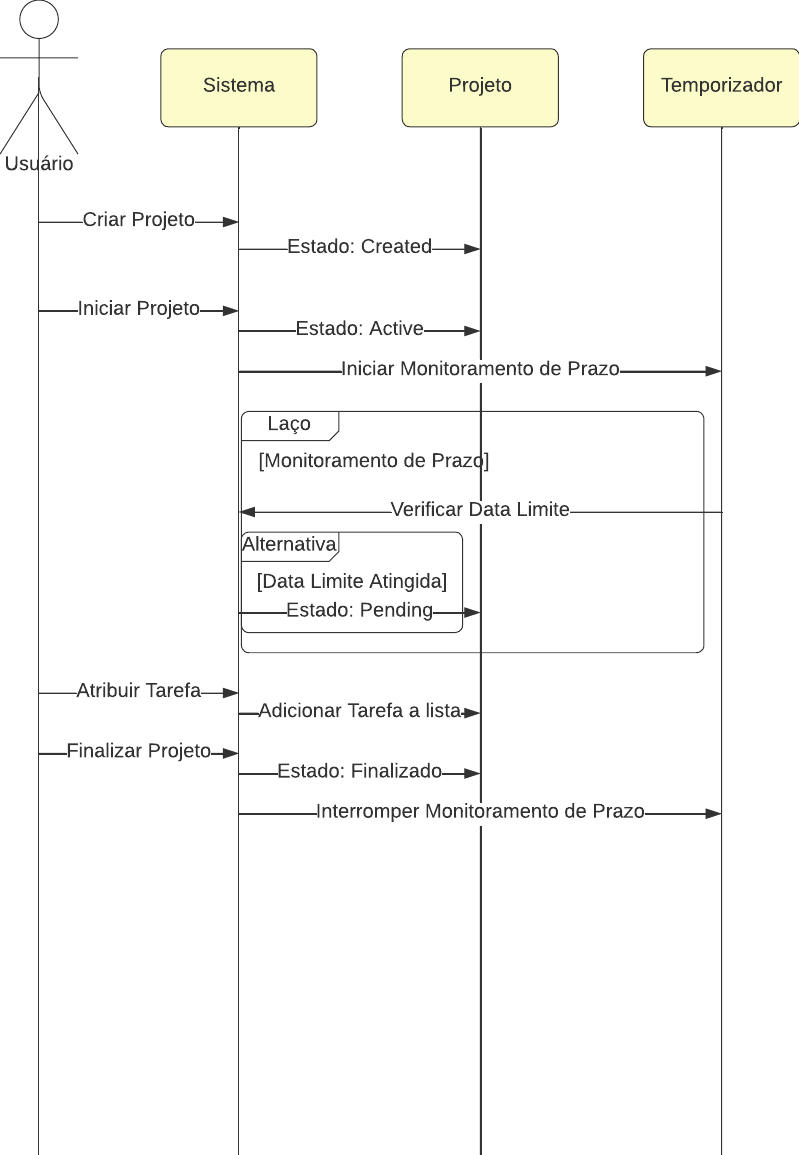 Usuário
Sistema
Projeto
Temporizador
Criar Projeto
Estado: Created
Iniciar Projeto
Estado: Active
Iniciar Monitoramento de Prazo
Laço
[Monitoramento de Prazo]
Verificar Data Limite
Alternativa
[Data Limite Atingida]
Estado: Pending
Atribuir Tarefa
Adicionar Tarefa a lista
Finalizar Projeto
Estado: Finalizado
Interromper Monitoramento de Prazo